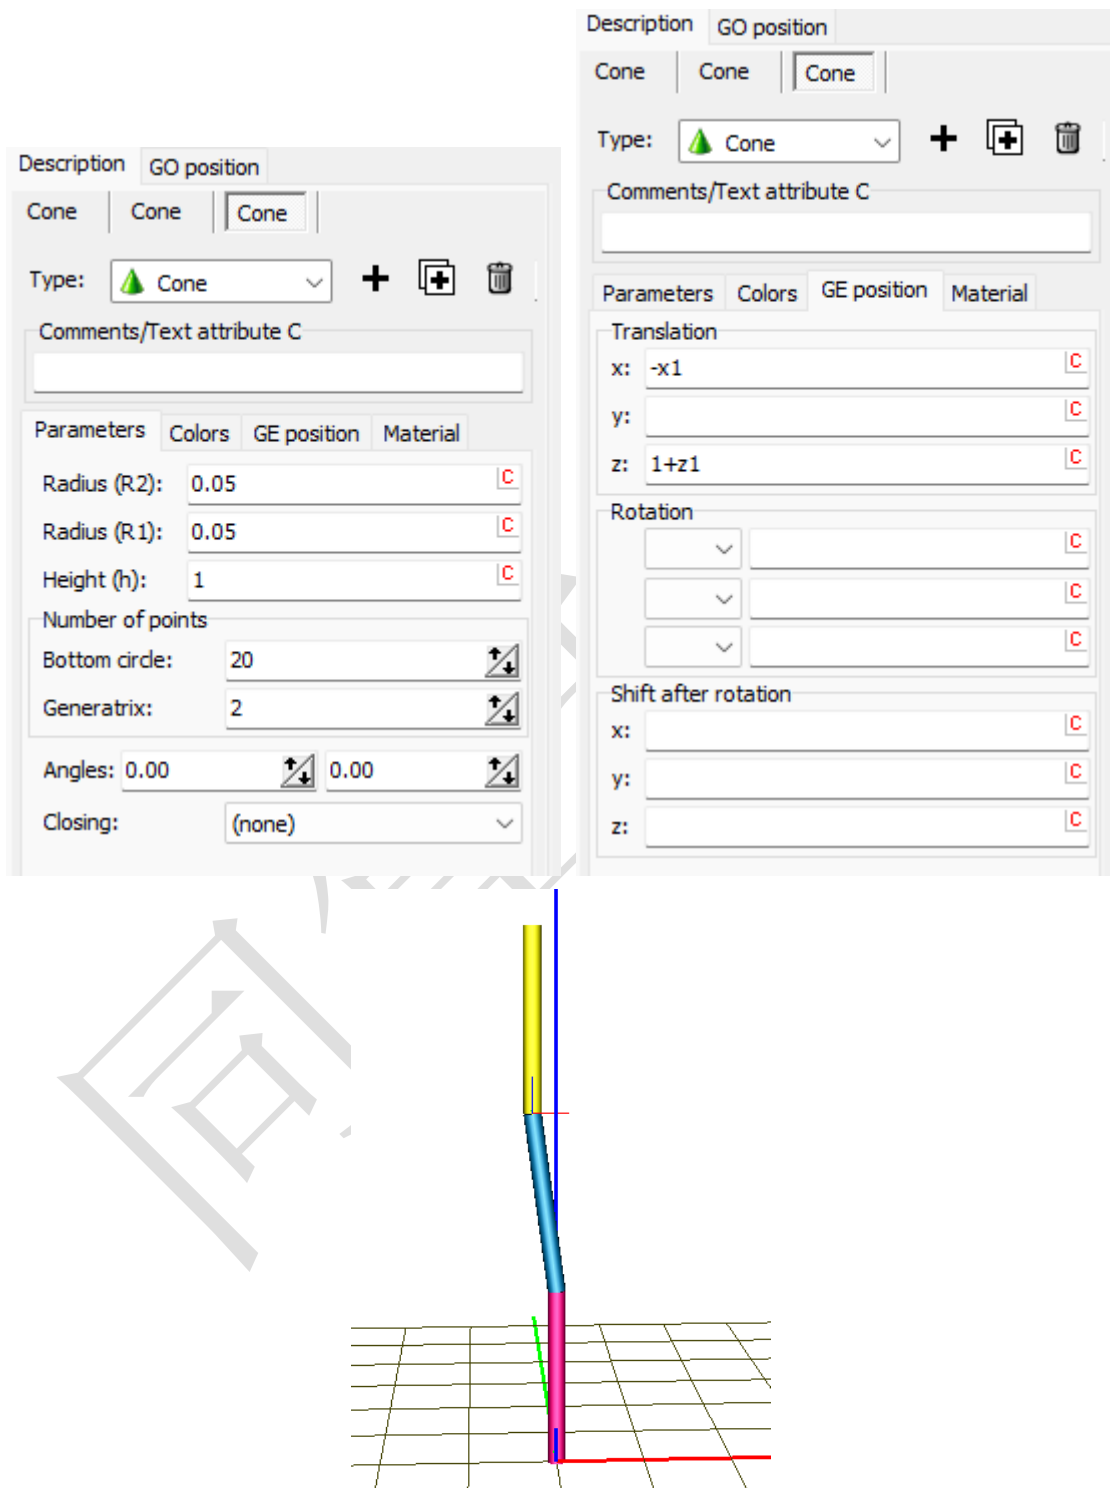 Description GO position
Cone Cone Cone
Type: Cone
Comments/Text attribute C
Parameters Colors GE position Material
Radius (R2): 0.05 C
Radius (R1): 0.05 C
Height (h): 1 C
Number of points
Bottom circle: 20
Generatrix: 2
Angles: 0.00 0.00
Closing: (none)
Description GO position
Cone Cone Cone
Type: Cone
Comments/Text attribute C
Parameters Colors GE position Material
Translation
x: -x1 C
y: C
z: 1+z1 C
Rotation
C
C
C
Shift after rotation
x: C
y: C
z: C